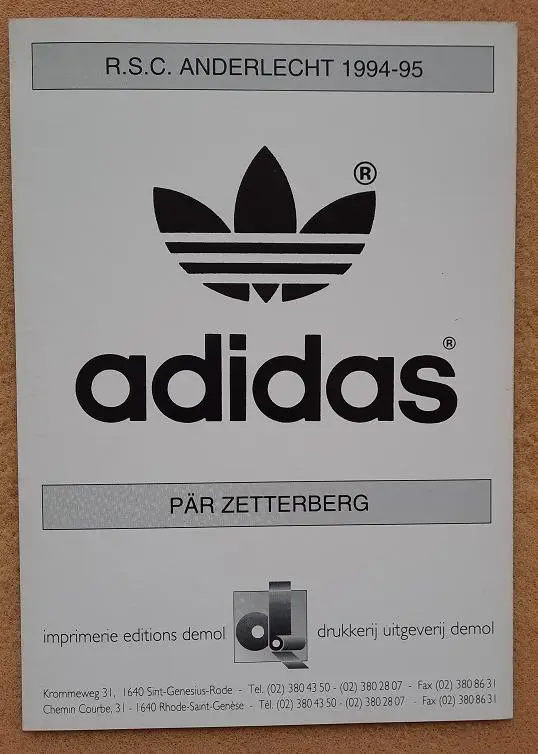 R.S.C. ANDERLECHT 1994-95
®
adidas®
PÄR ZETTERBERG
imprimerie editions demol d. drukkerij uitgeverij demol
Krommeweg 31, 1640 Sint-Genesius-Rode - Tel. (02) 380 43 50 - (02) 380 28 07 - Fax (02) 380 86 31
Chemin Courbe, 31 - 1640 Rhode-Saint-Genèse - Tél. (02) 380 43 50 - (02) 380 28 07 - Fax (02) 380 86 31